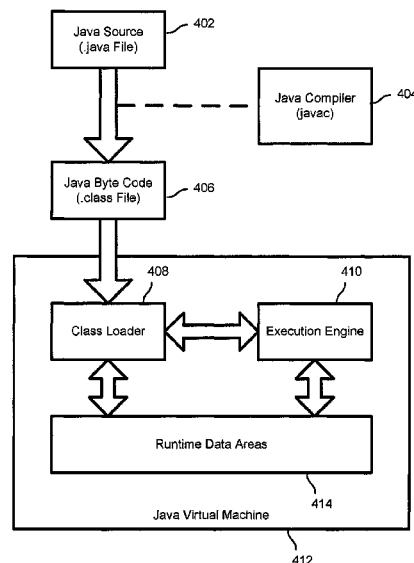 Java Source
(.java File)
402
Java Compiler
(javac)
404
Java Byte Code
(.class File)
406
408
410
Class Loader
Execution Engine
Runtime Data Areas
414
Java Virtual Machine
412